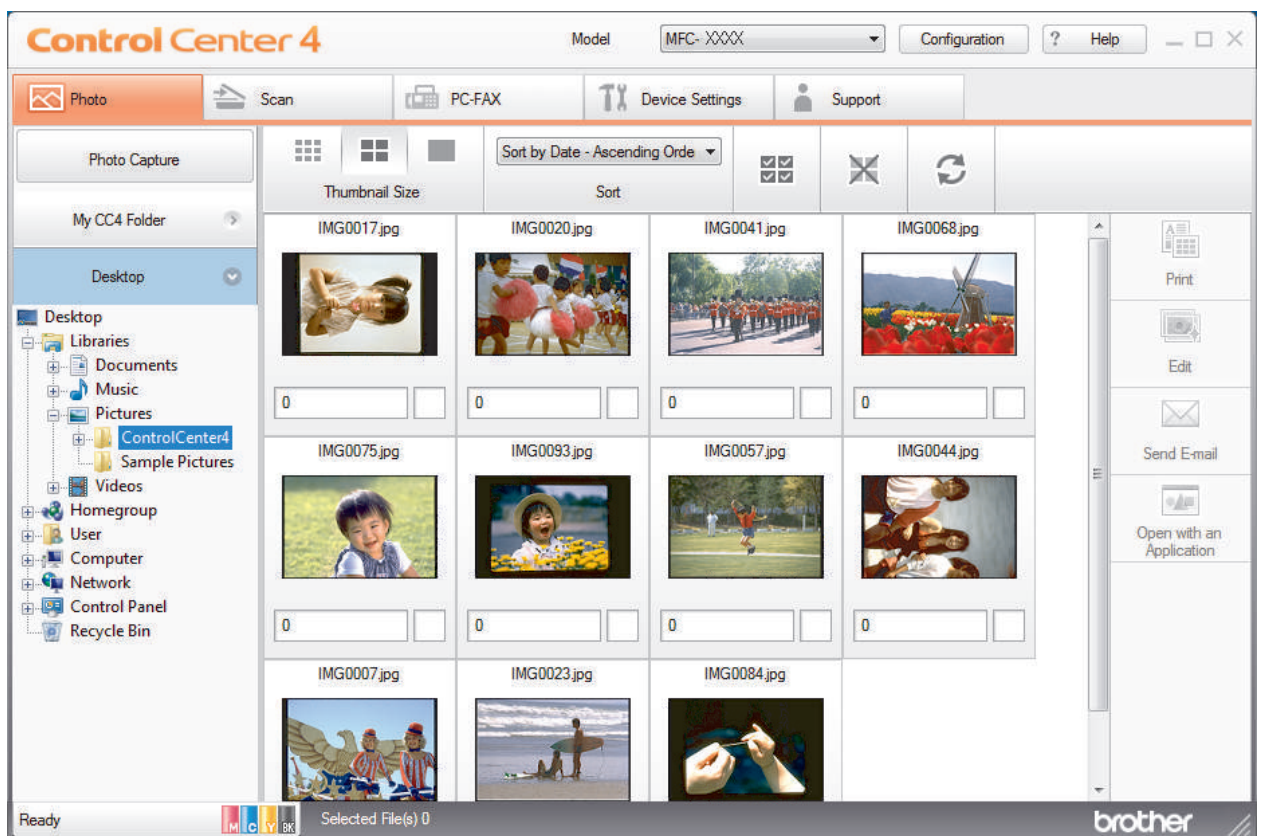 Control Center 4
Model
MFC- XXXX
Configuration
? Help
Photo
Scan
PC-FAX
Device Settings
Support
Photo Capture
My CC4 Folder
Desktop
Thumbnail Size
Sort by Date - Ascending Orde
Sort
Desktop
Libraries
Documents
Music
Pictures
ControlCenter4
Sample Pictures
Videos
Homegroup
User
Computer
Network
Control Panel
Recycle Bin
IMG0017.jpg
IMG0020.jpg
IMG0041.jpg
IMG0068.jpg
0
0
0
0
IMG0075.jpg
IMG0093.jpg
IMG0057.jpg
IMG0044.jpg
0
0
0
0
IMG0007.jpg
IMG0023.jpg
IMG0084.jpg
Print
Edit
Send E-mail
Open with an
Application
Ready
M C Y BK
Selected File(s) 0
brother